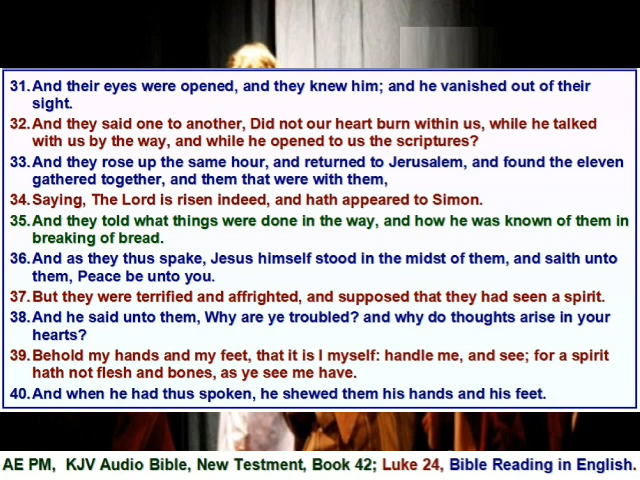 31. And their eyes were opened, and they knew him; and he vanished out of their
sight.
32. And they said one to another, Did not our heart burn within us, while he talked
with us by the way, and while he opened to us the scriptures?
33. And they rose up the same hour, and returned to Jerusalem, and found the eleven
gathered together, and them that were with them,
34. Saying, The Lord is risen indeed, and hath appeared to Simon.
35. And they told what things were done in the way, and how he was known of them in
breaking of bread.
36. And as they thus spake, Jesus himself stood in the midst of them, and saith unto
them, Peace be unto you.
37. But they were terrified and affrighted, and supposed that they had seen a spirit.
38. And he said unto them, Why are ye troubled? and why do thoughts arise in your
hearts?
39. Behold my hands and my feet, that it is I myself: handle me, and see; for a spirit
hath not flesh and bones, as ye see me have.
40. And when he had thus spoken, he shewed them his hands and his feet.
AE PM, KJV Audio Bible, New Testment, Book 42; Luke 24, Bible Reading in English.